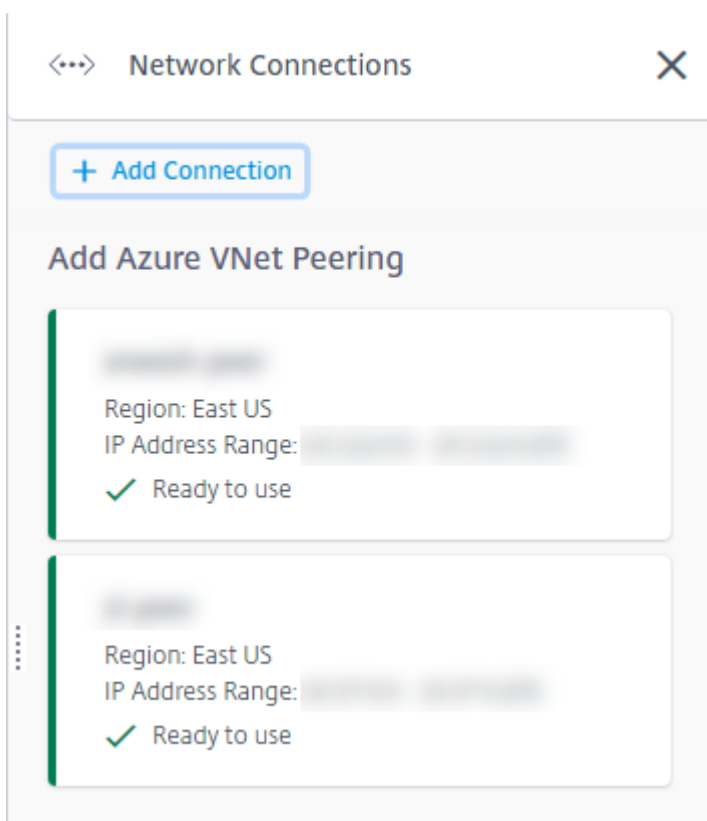 Network Connections
+ Add Connection
Add Azure VNet Peering
Region: East US
IP Address Range:
Ready to use
Region: East US
IP Address Range:
Ready to use